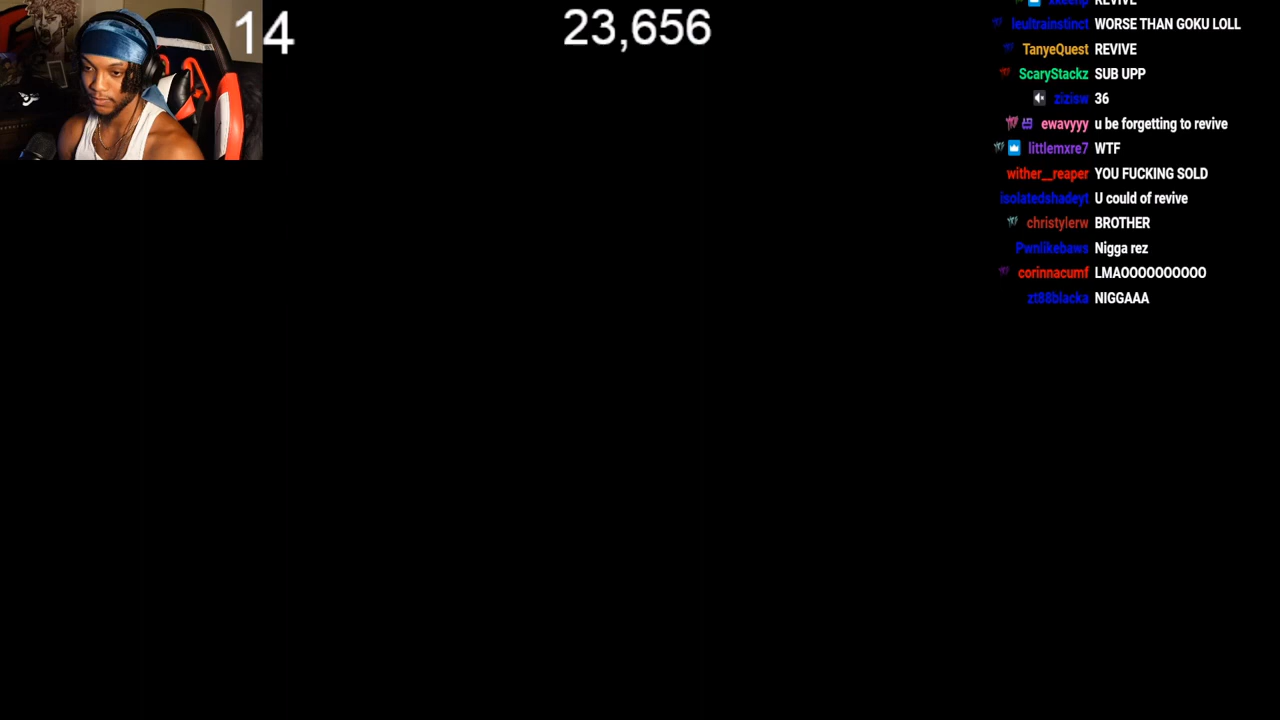 14
23,656
REVIVE
leultrainstinct WORSE THAN GOKU LOLL
TanyeQuest REVIVE
ScaryStackz SUB UPP
zizisw 36
ewavyyy u be forgetting to revive
littlemxre7 WTF
wither__reaper YOU FUCKING SOLD
isolatedshadeyt U could of revive
christylerw BROTHER
Pwnlikebaws Nigga rez
corinnacumf LMAOOOOOOOOOO
zt88blacka NIGGAAA